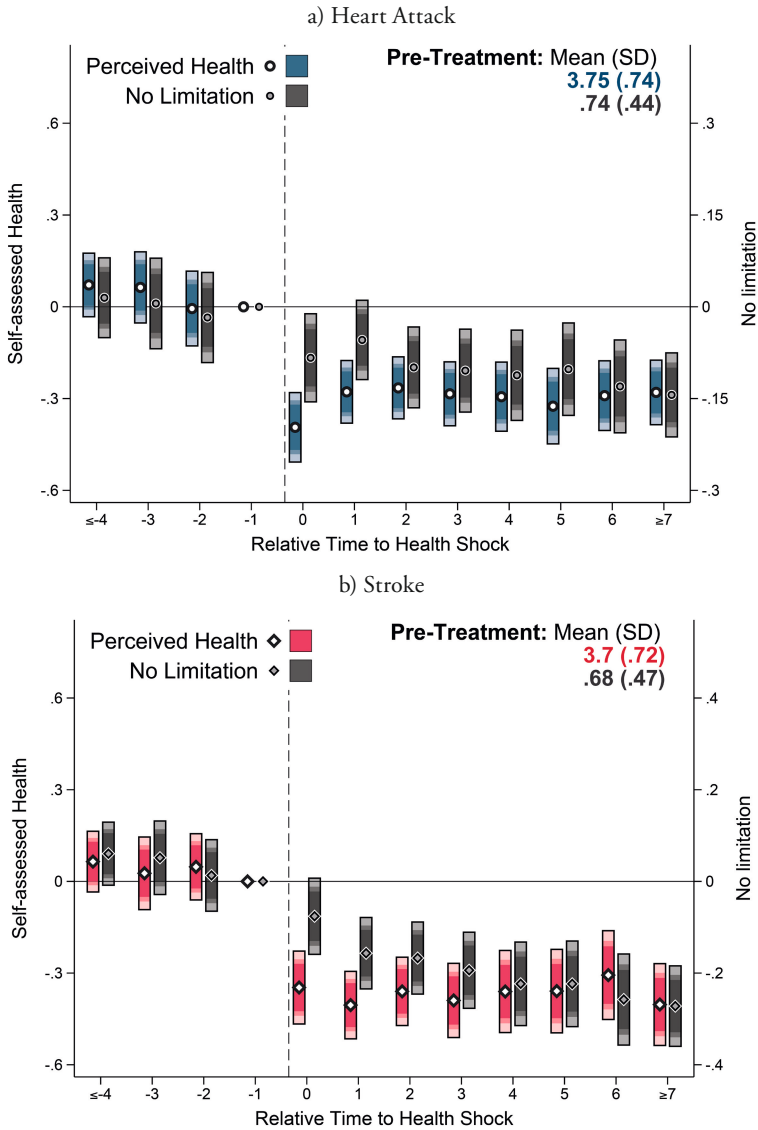 a) Heart Attack
Perceived Health
No Limitation
Pre-Treatment: Mean (SD)
3.75 (.74)
.74 (.44)
Self-assessed Health
.6
.3
0
-.3
-.6
No limitation
.3
.15
0
-.15
-.3
≤-4 -3 -2 -1 0 1 2 3 4 5 6 ≥7
Relative Time to Health Shock
b) Stroke
Perceived Health
No Limitation
Pre-Treatment: Mean (SD)
3.7 (.72)
.68 (.47)
Self-assessed Health
.6
.3
0
-.3
-.6
No limitation
.4
.2
0
-.2
-.4
≤-4 -3 -2 -1 0 1 2 3 4 5 6 ≥7
Relative Time to Health Shock